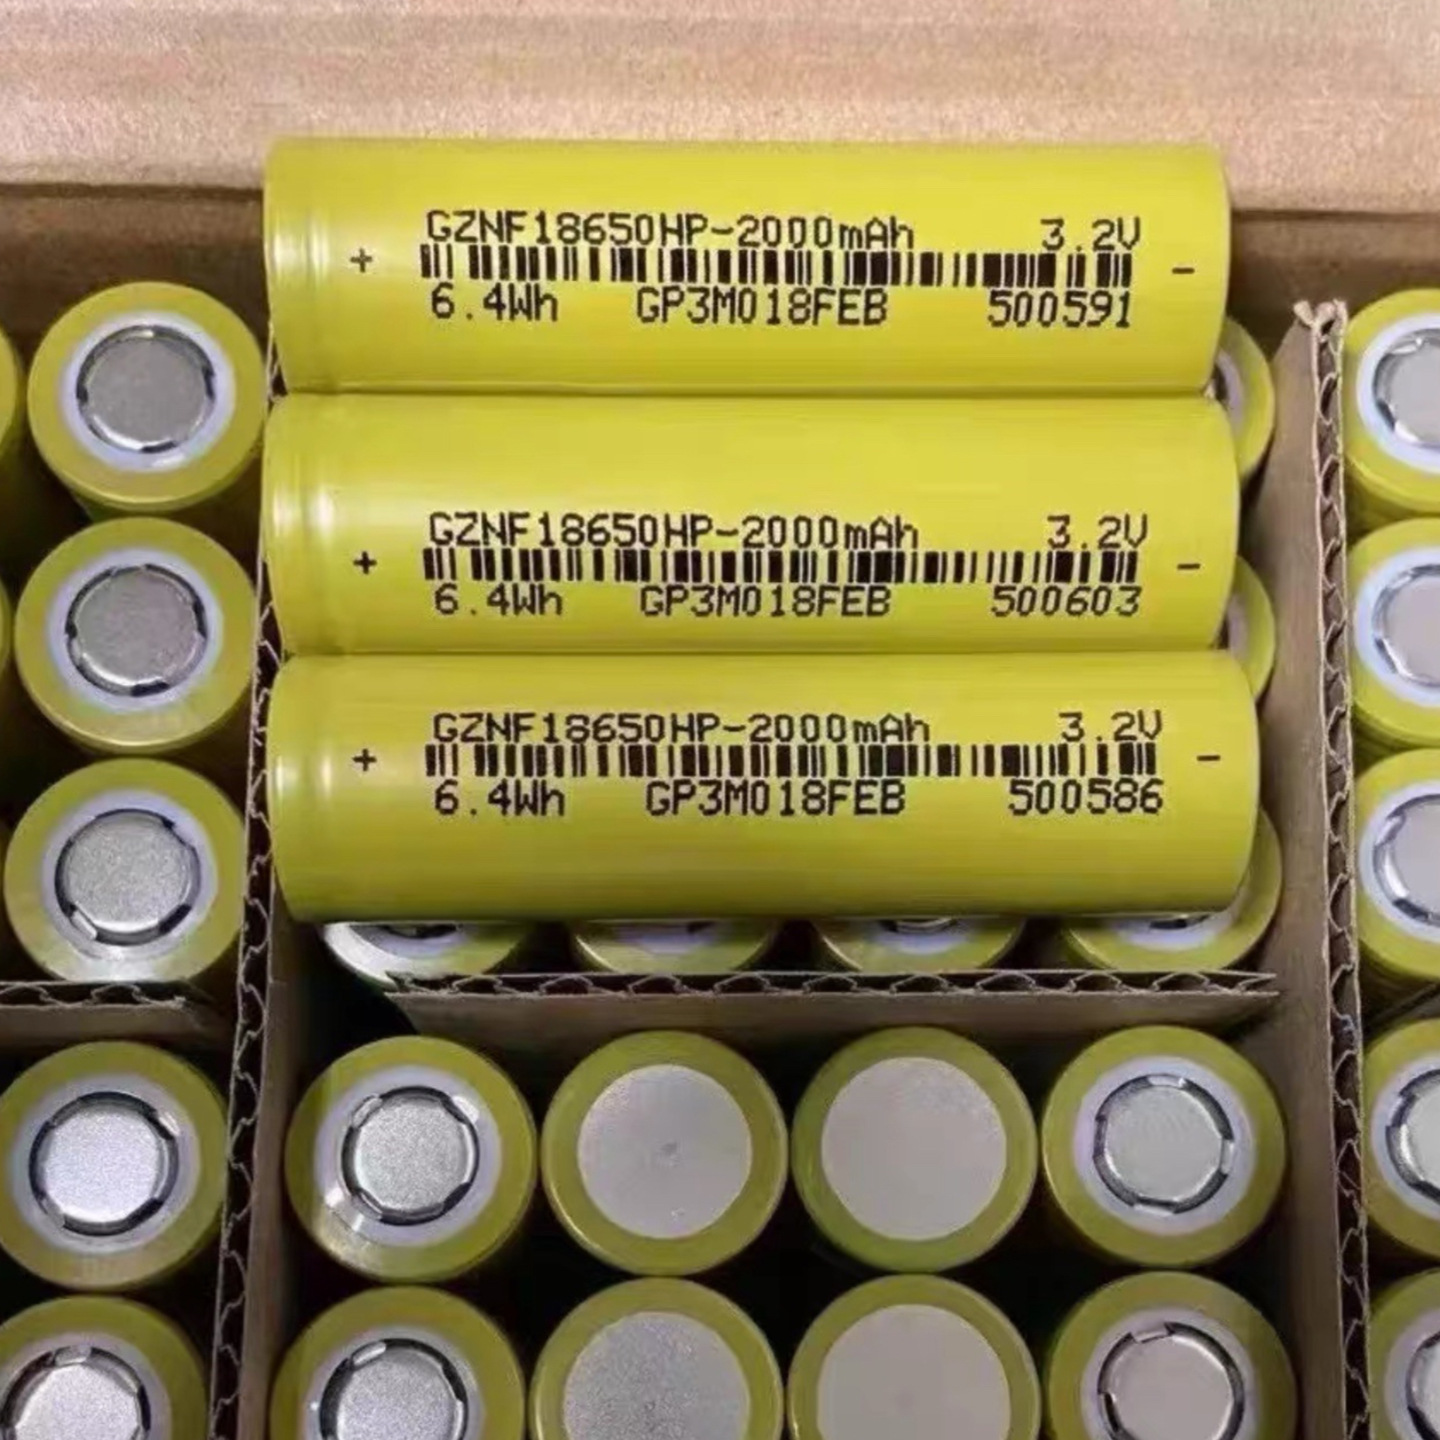 GZNF18650HP-2000mAh 3.2V
+ -
6.4Wh GP3M018FEB 500591
GZNF18650HP-2000mAh 3.2V
+ -
6.4Wh GP3M018FEB 500603
GZNF18650HP-2000mAh 3.2V
+ -
6.4Wh GP3M018FEB 500586